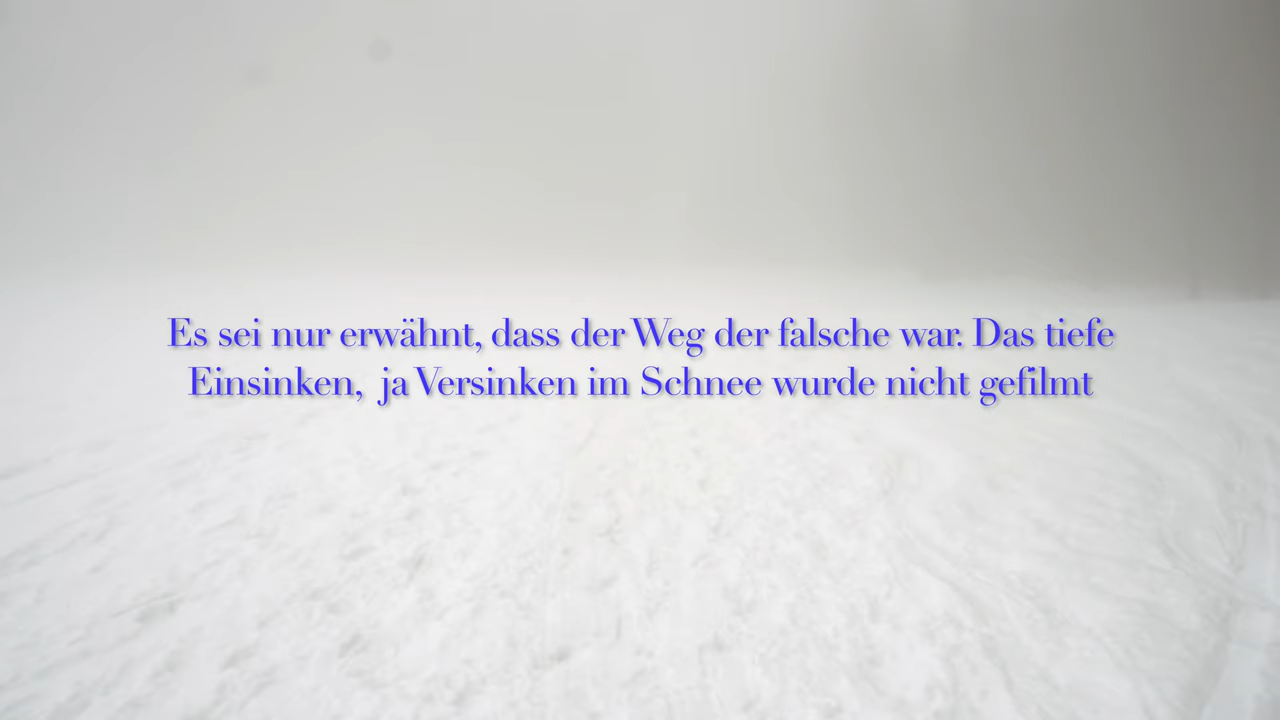 Es sei nur erwähnt, dass der Weg der falsche war. Das tiefe
Einsinken,  ja Versinken im Schnee wurde nicht gefilmt